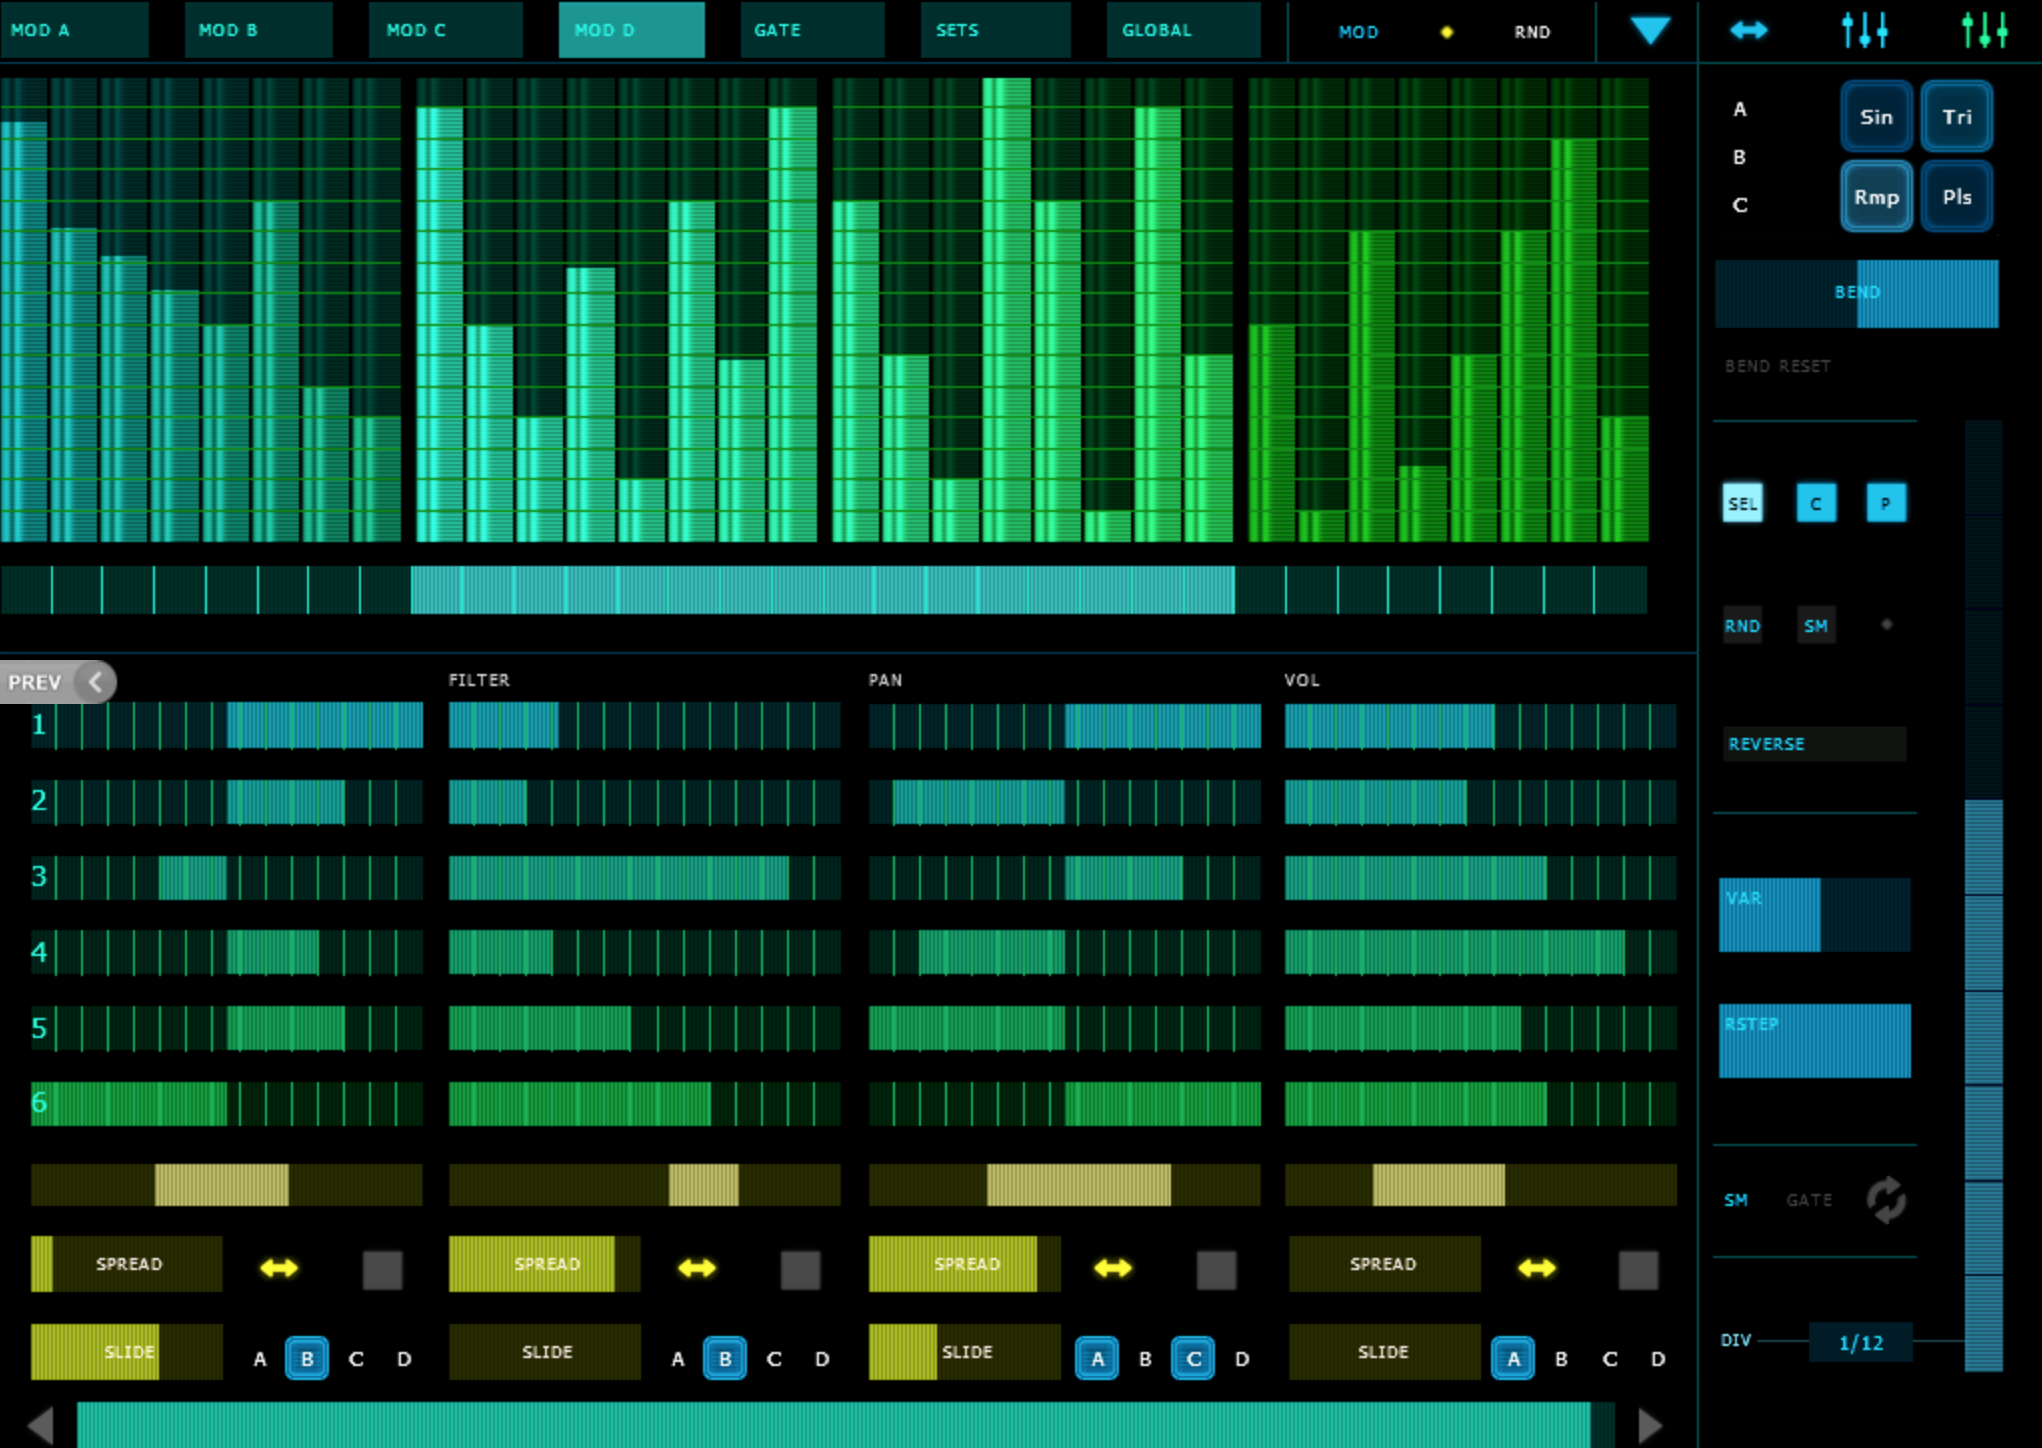 MOD A MOD B MOD C MOD D GATE SETS GLOBAL MOD RND
A Sin Tri
B
C Rmp Pls
BEND
BEND RESET
SEL C P
RND SM
REVERSE
PREV FILTER PAN VOL
1
2
3
4
5
6
VAR
RSTEP
SM GATE
SPREAD SPREAD SPREAD SPREAD
SLIDE A B C D SLIDE A B C D SLIDE A B C D SLIDE A B C D
DIV 1/12